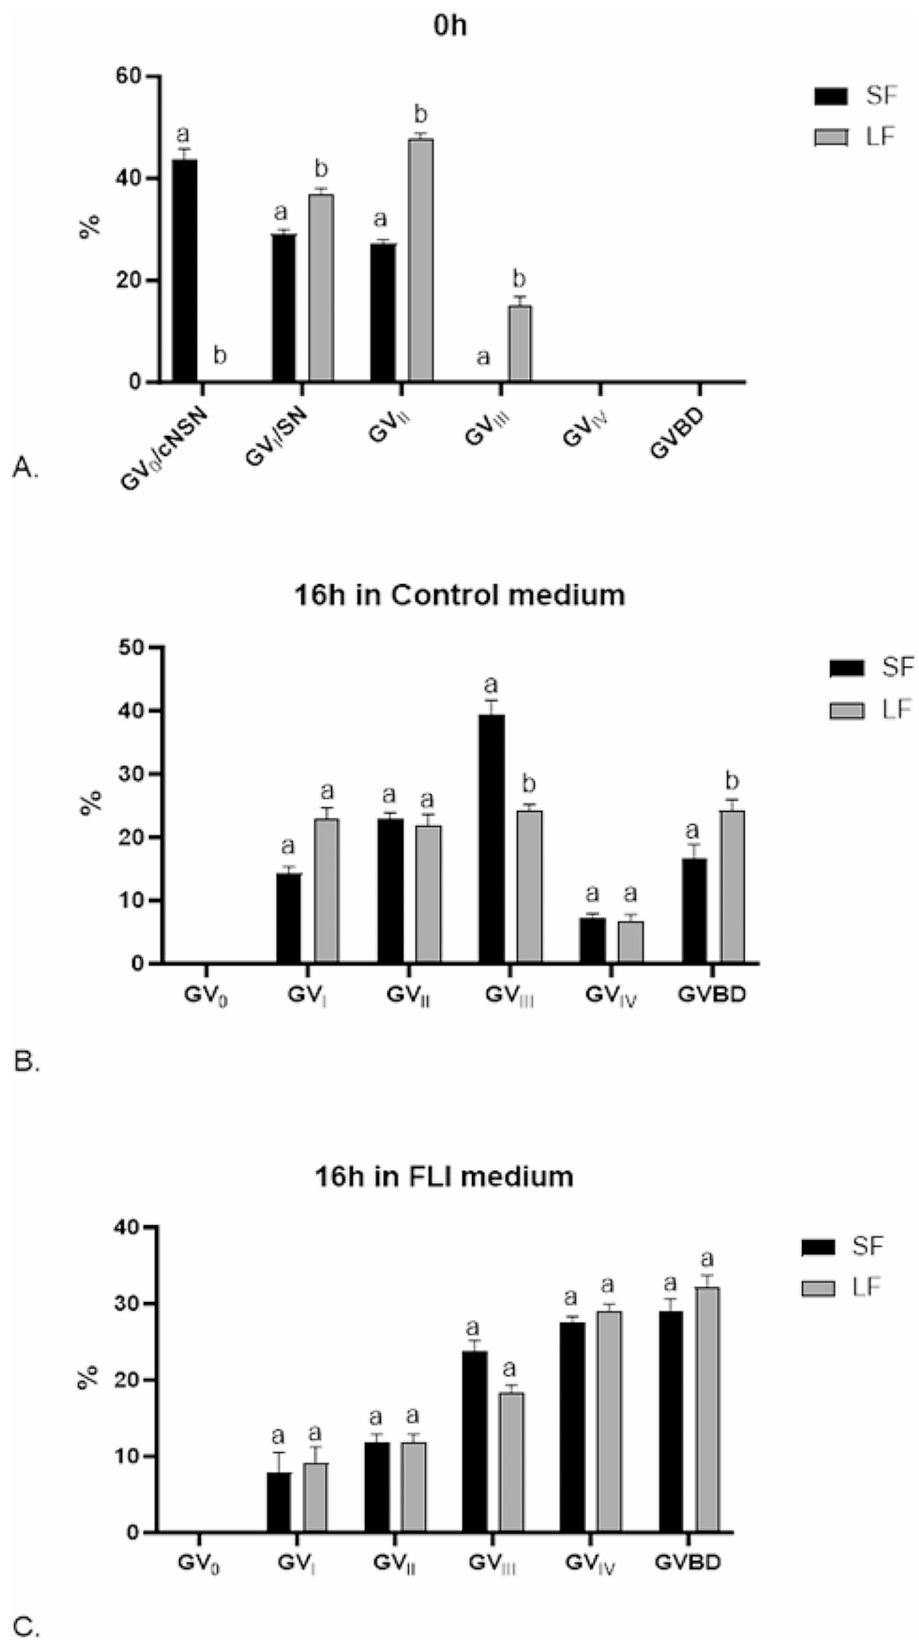 0h
60
40
20
0
%
a
b
a
b
a
b
a
b
SF
LF
GV₀/cNSN
GVᵢ/SN
GVᵢᵢ
GVᵢᵢᵢ
GVᵢᵥ
GVBD
A.
16h in Control medium
50
40
30
20
10
0
%
a
a
a
a
a
b
a
a
a
b
SF
LF
GV₀
GVᵢ
GVᵢᵢ
GVᵢᵢᵢ
GVᵢᵥ
GVBD
B.
16h in FLI medium
40
30
20
10
0
%
a
a
a
a
a
a
a
a
a
a
SF
LF
GV₀
GVᵢ
GVᵢᵢ
GVᵢᵢᵢ
GVᵢᵥ
GVBD
C.